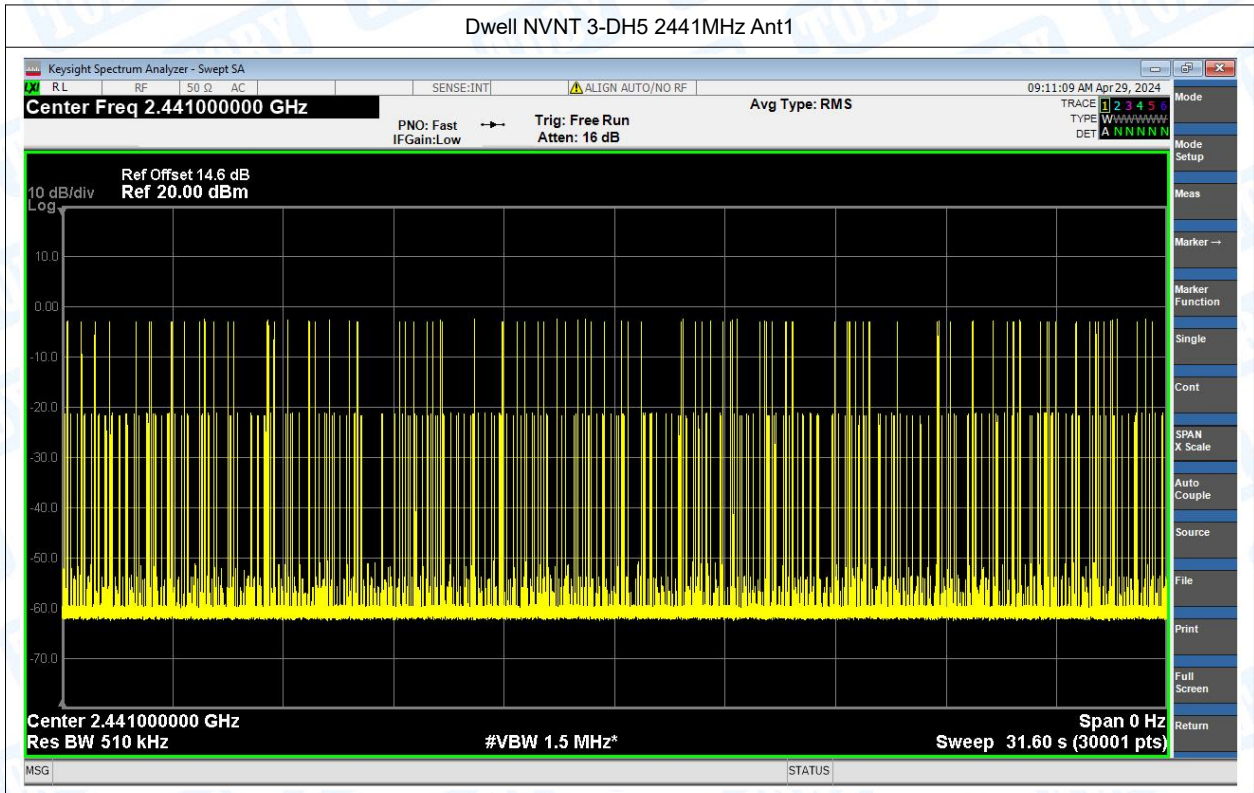 Dwell NVNT 3-DH5 2441MHz Ant1
Keysight Spectrum Analyzer - Swept SA
LXI RL RF 50 Ω AC SENSE:INT ALIGN AUTO/NO RF 09:11:09 AM Apr 29, 2024
Center Freq 2.441000000 GHz
PNO: Fast
IFGain:Low
Trig: Free Run
Atten: 16 dB
Avg Type: RMS
TRACE 1 2 3 4 5 6
TYPE WWWWWW
DET A N N N N N
Ref Offset 14.6 dB
10 dB/div Ref 20.00 dBm
Log
10.0
0.00
-10.0
-20.0
-30.0
-40.0
-50.0
-60.0
-70.0
Center 2.441000000 GHz Span 0 Hz
Res BW 510 kHz #VBW 1.5 MHz* Sweep 31.60 s (30001 pts)
MSG STATUS
Mode
Mode Setup
Meas
Marker →
Marker Function
Single
Cont
SPAN X Scale
Auto Couple
Source
File
Print
Full Screen
Return